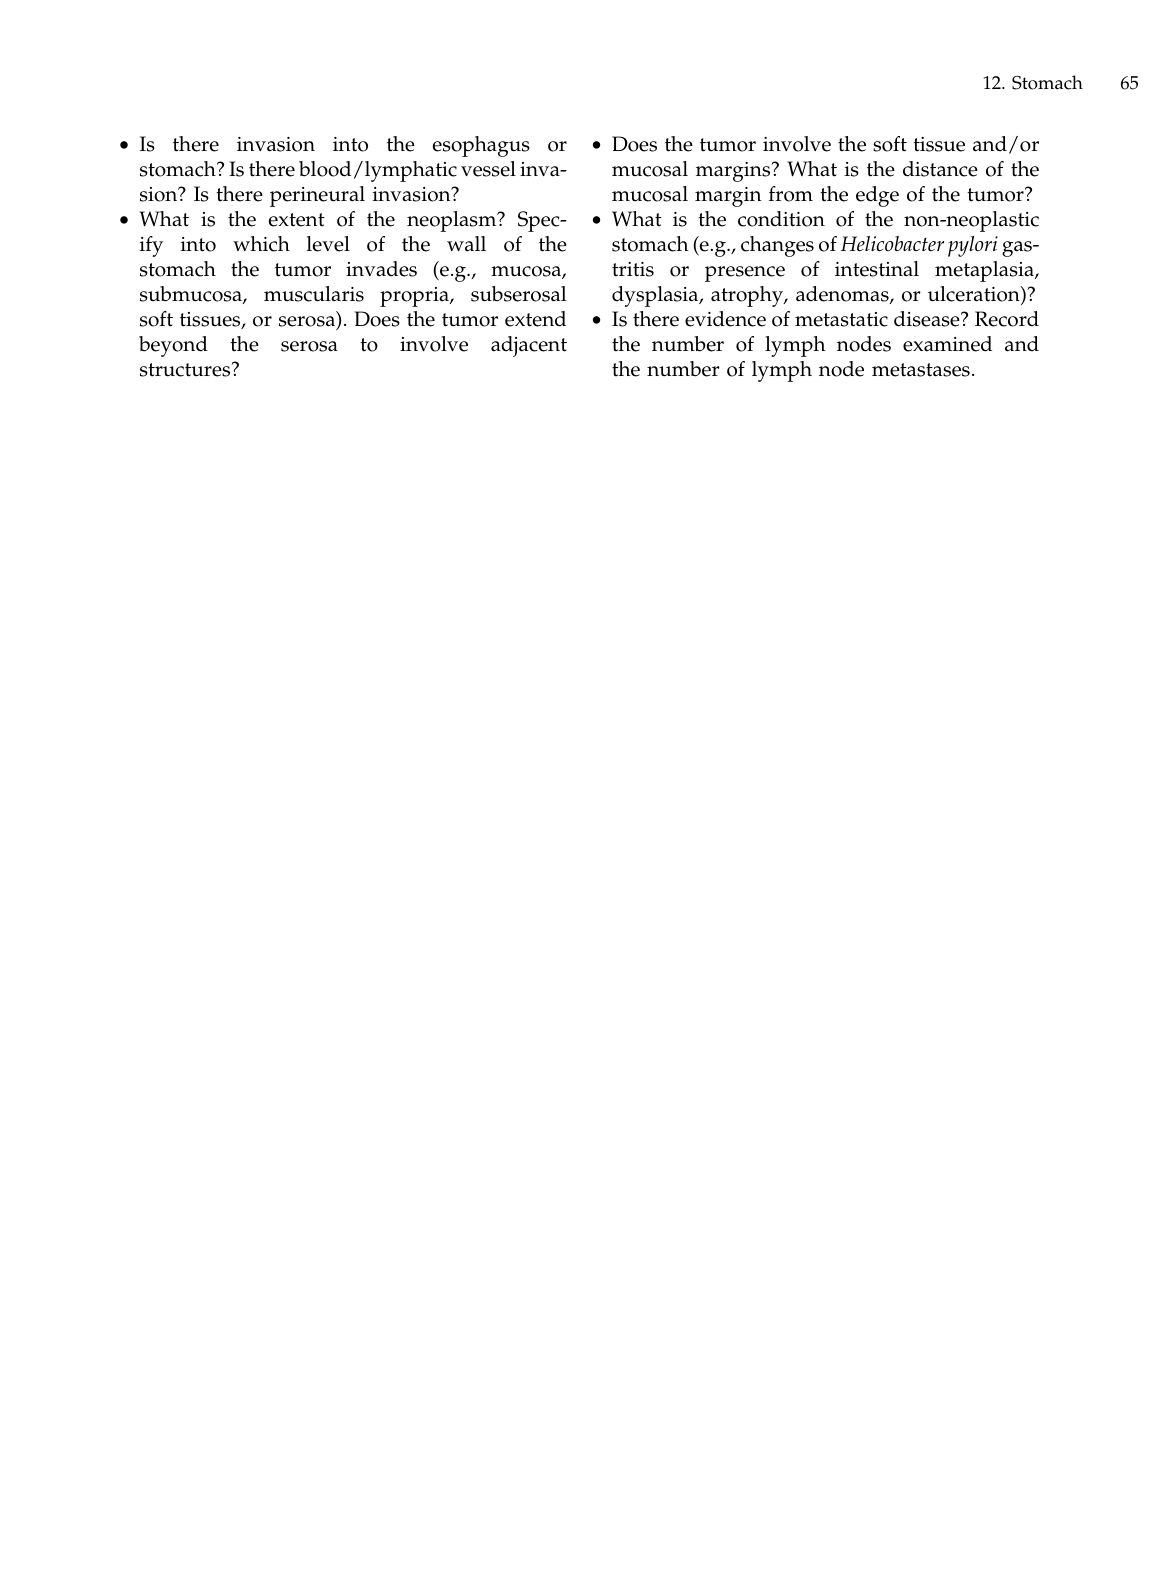 12. Stomach 65
• Is there invasion into the esophagus or
stomach? Is there blood/lymphatic vessel inva-
sion? Is there perineural invasion?
• What is the extent of the neoplasm? Spec-
ify into which level of the wall of the
stomach the tumor invades (e.g., mucosa,
submucosa, muscularis propria, subserosal
soft tissues, or serosa). Does the tumor extend
beyond the serosa to involve adjacent
structures?
• Does the tumor involve the soft tissue and/or
mucosal margins? What is the distance of the
mucosal margin from the edge of the tumor?
• What is the condition of the non-neoplastic
stomach (e.g., changes of Helicobacter pylori gas-
tritis or presence of intestinal metaplasia,
dysplasia, atrophy, adenomas, or ulceration)?
• Is there evidence of metastatic disease? Record
the number of lymph nodes examined and
the number of lymph node metastases.